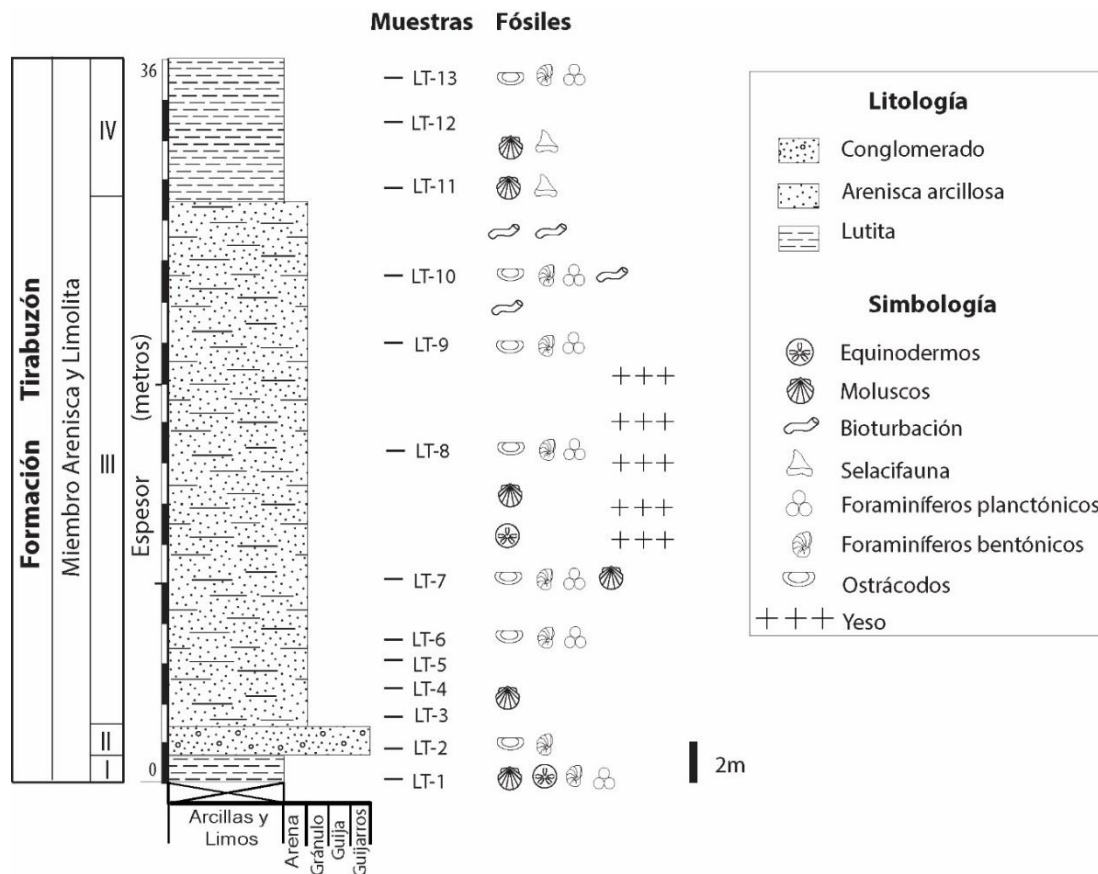 Muestras Fósiles
Formación Tirabuzón
Miembro Arenisca y Limolita
IV
III
II
I
36
Espesor (metros)
0
LT-13
LT-12
LT-11
LT-10
LT-9
LT-8
LT-7
LT-6
LT-5
LT-4
LT-3
LT-2
LT-1
2m
Arcillas y
Limos
Arena
Gránulo
Guija
Guijarros
Litología
Conglomerado
Arenisca arcillosa
Lutita
Simbología
Equinodermos
Moluscos
Bioturbación
Selacifauna
Foraminíferos planctónicos
Foraminíferos bentónicos
Ostrácodos
Yeso